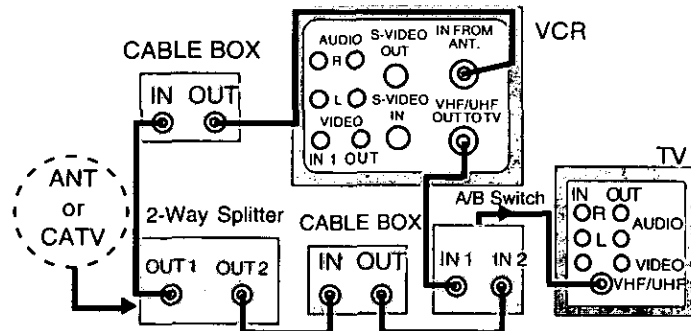 CABLE BOX
IN OUT
AUDIO
R
L
VIDEO
IN 1 OUT
S-VIDEO
OUT
S-VIDEO
IN
IN FROM
ANT.
VHF/UHF
OUT TO TV
VCR
ANT
or
CATV
2-Way Splitter
OUT 1 OUT 2
CABLE BOX
IN OUT
A/B Switch
IN 1 IN 2
TV
IN OUT
R
AUDIO
L
VIDEO
VHF/UHF